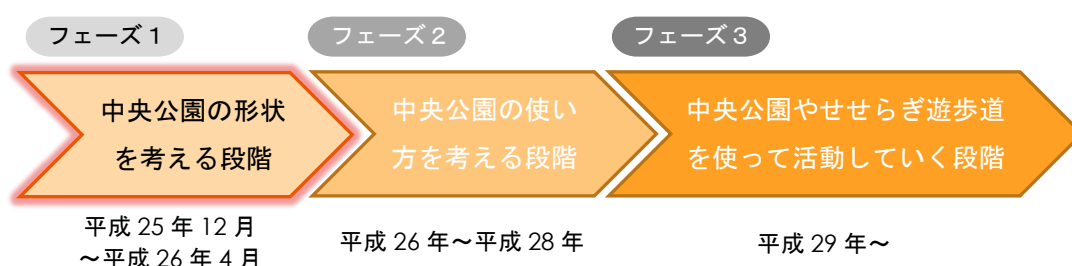 フェーズ１
フェーズ２
フェーズ３
中央公園の形状
を考える段階
中央公園の使い
方を考える段階
中央公園やせせらぎ遊歩道
を使って活動していく段階
平成 25 年 12 月
～平成 26 年 4 月
平成 26 年～平成 28 年
平成 29 年～